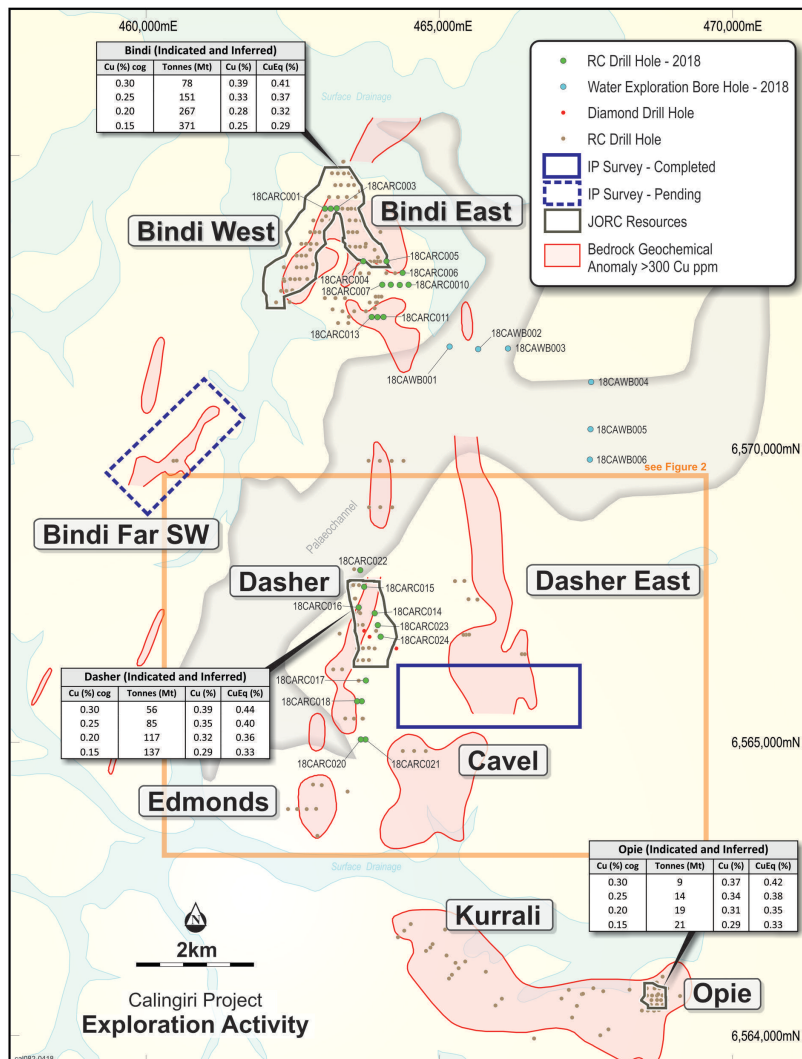 460,000mE
465,000mE
470,000mE
Bindi (Indicated and Inferred)
Cu (%) cog Tonnes (Mt) Cu (%) CuEq (%)
0.30 78 0.39 0.41
0.25 151 0.33 0.37
0.20 267 0.28 0.32
0.15 371 0.25 0.29
RC Drill Hole - 2018
Water Exploration Bore Hole - 2018
Diamond Drill Hole
RC Drill Hole
IP Survey - Completed
IP Survey - Pending
JORC Resources
Bedrock Geochemical
Anomaly >300 Cu ppm
Surface Drainage
18CARC001
18CARC003
Bindi West
Bindi East
18CARC005
18CARC006
18CARC004
18CARC007
18CARC0010
18CARC013
18CARC011
18CAWB002
18CAWB003
18CAWB001
18CAWB004
18CAWB005
18CAWB006
6,570,000mN
see Figure 2
Bindi Far SW
Palaeochannel
18CARC022
Dasher
Dasher East
18CARC015
18CARC016
18CARC014
18CARC023
18CARC024
Dasher (Indicated and Inferred)
Cu (%) cog Tonnes (Mt) Cu (%) CuEq (%)
0.30 56 0.39 0.44
0.25 85 0.35 0.40
0.20 117 0.32 0.36
0.15 137 0.29 0.33
18CARC017
18CARC018
6,565,000mN
18CARC020
18CARC021
Cavel
Edmonds
Surface Drainage
Opie (Indicated and Inferred)
Cu (%) cog Tonnes (Mt) Cu (%) CuEq (%)
0.30 9 0.37 0.42
0.25 14 0.34 0.38
0.20 19 0.31 0.35
0.15 21 0.29 0.33
Kurrali
N
2km
Opie
Calingiri Project
Exploration Activity
6,564,000mN